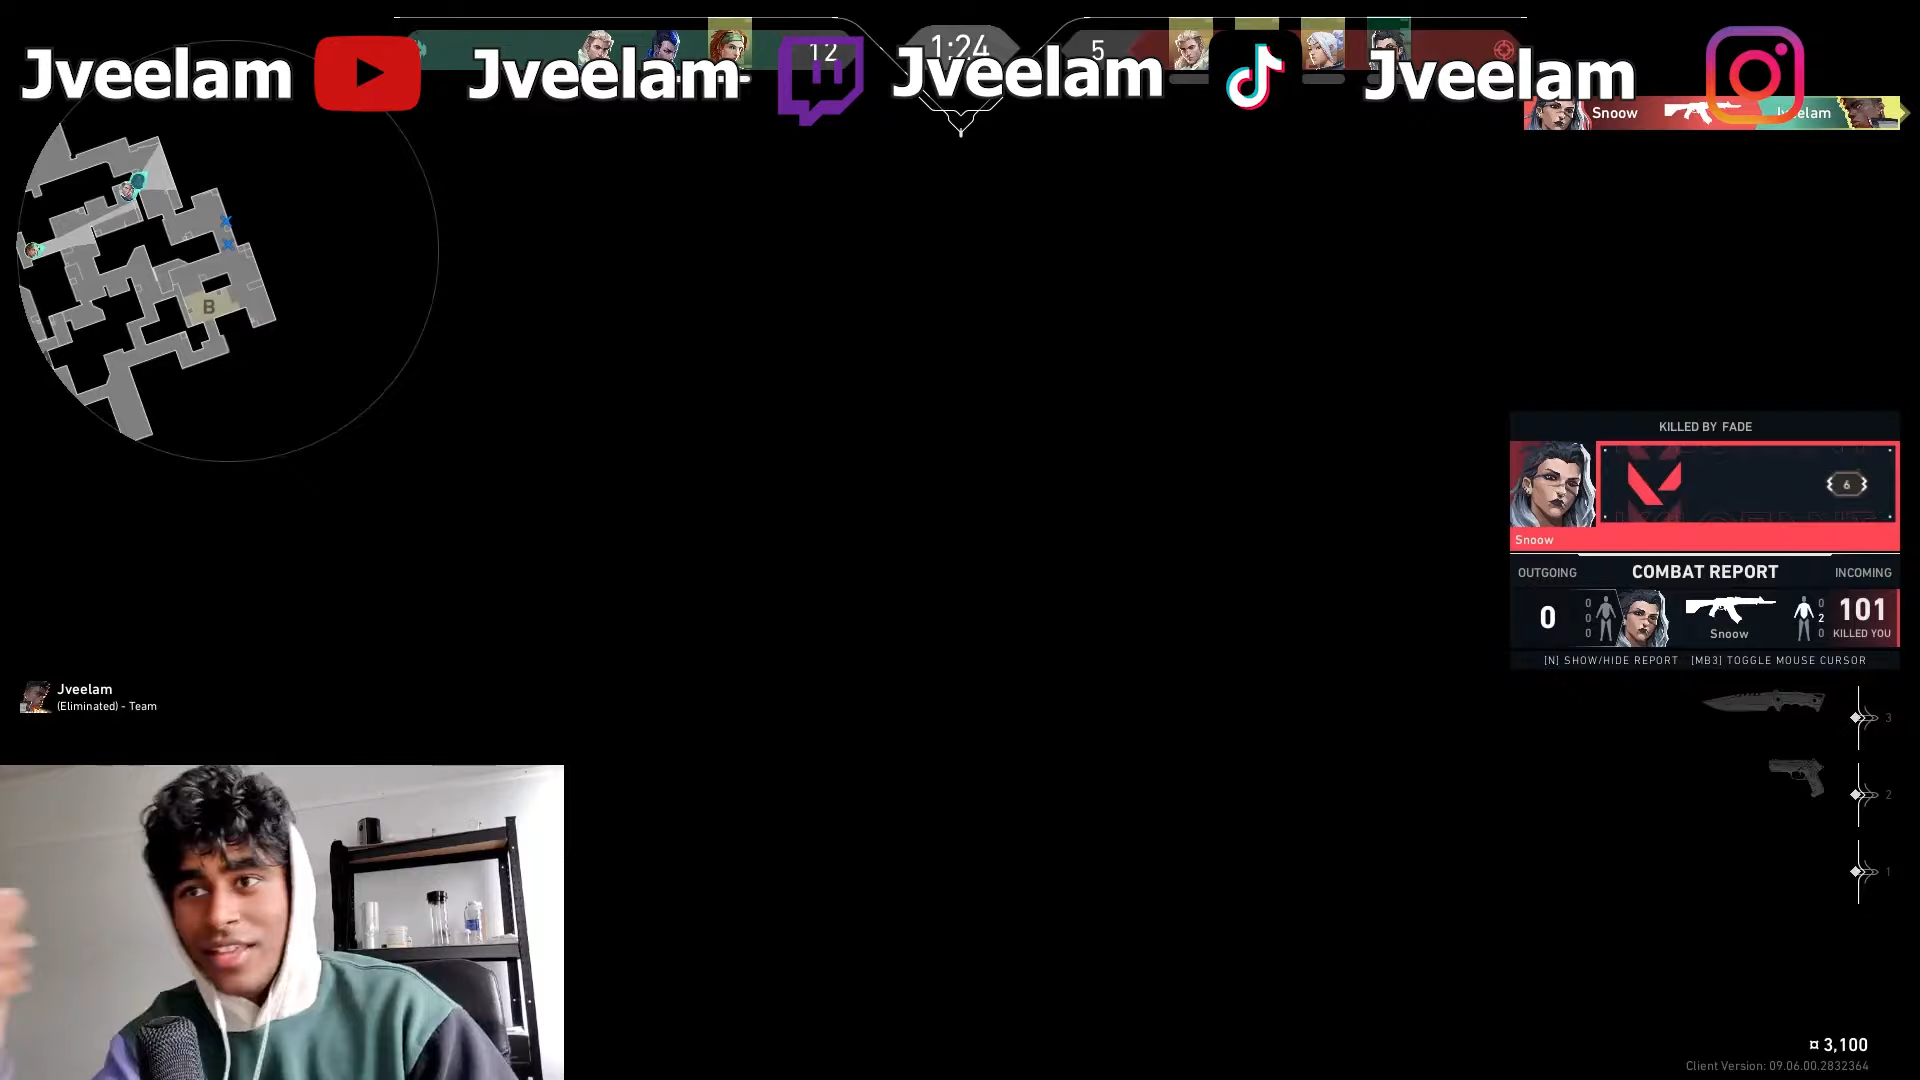 12
1:24
5
Jveelam
Jveelam
Jveelam
Jveelam
Snoow
Jveelam
B
KILLED BY FADE
6
Snoow
OUTGOING
COMBAT REPORT
INCOMING
0
0
0
0
Snoow
0
2
0
101
KILLED YOU
[N] SHOW/HIDE REPORT [MB3] TOGGLE MOUSE CURSOR
Jveelam
(Eliminated) - Team
3
2
1
¤ 3,100
Client Version: 09.06.00.2832364